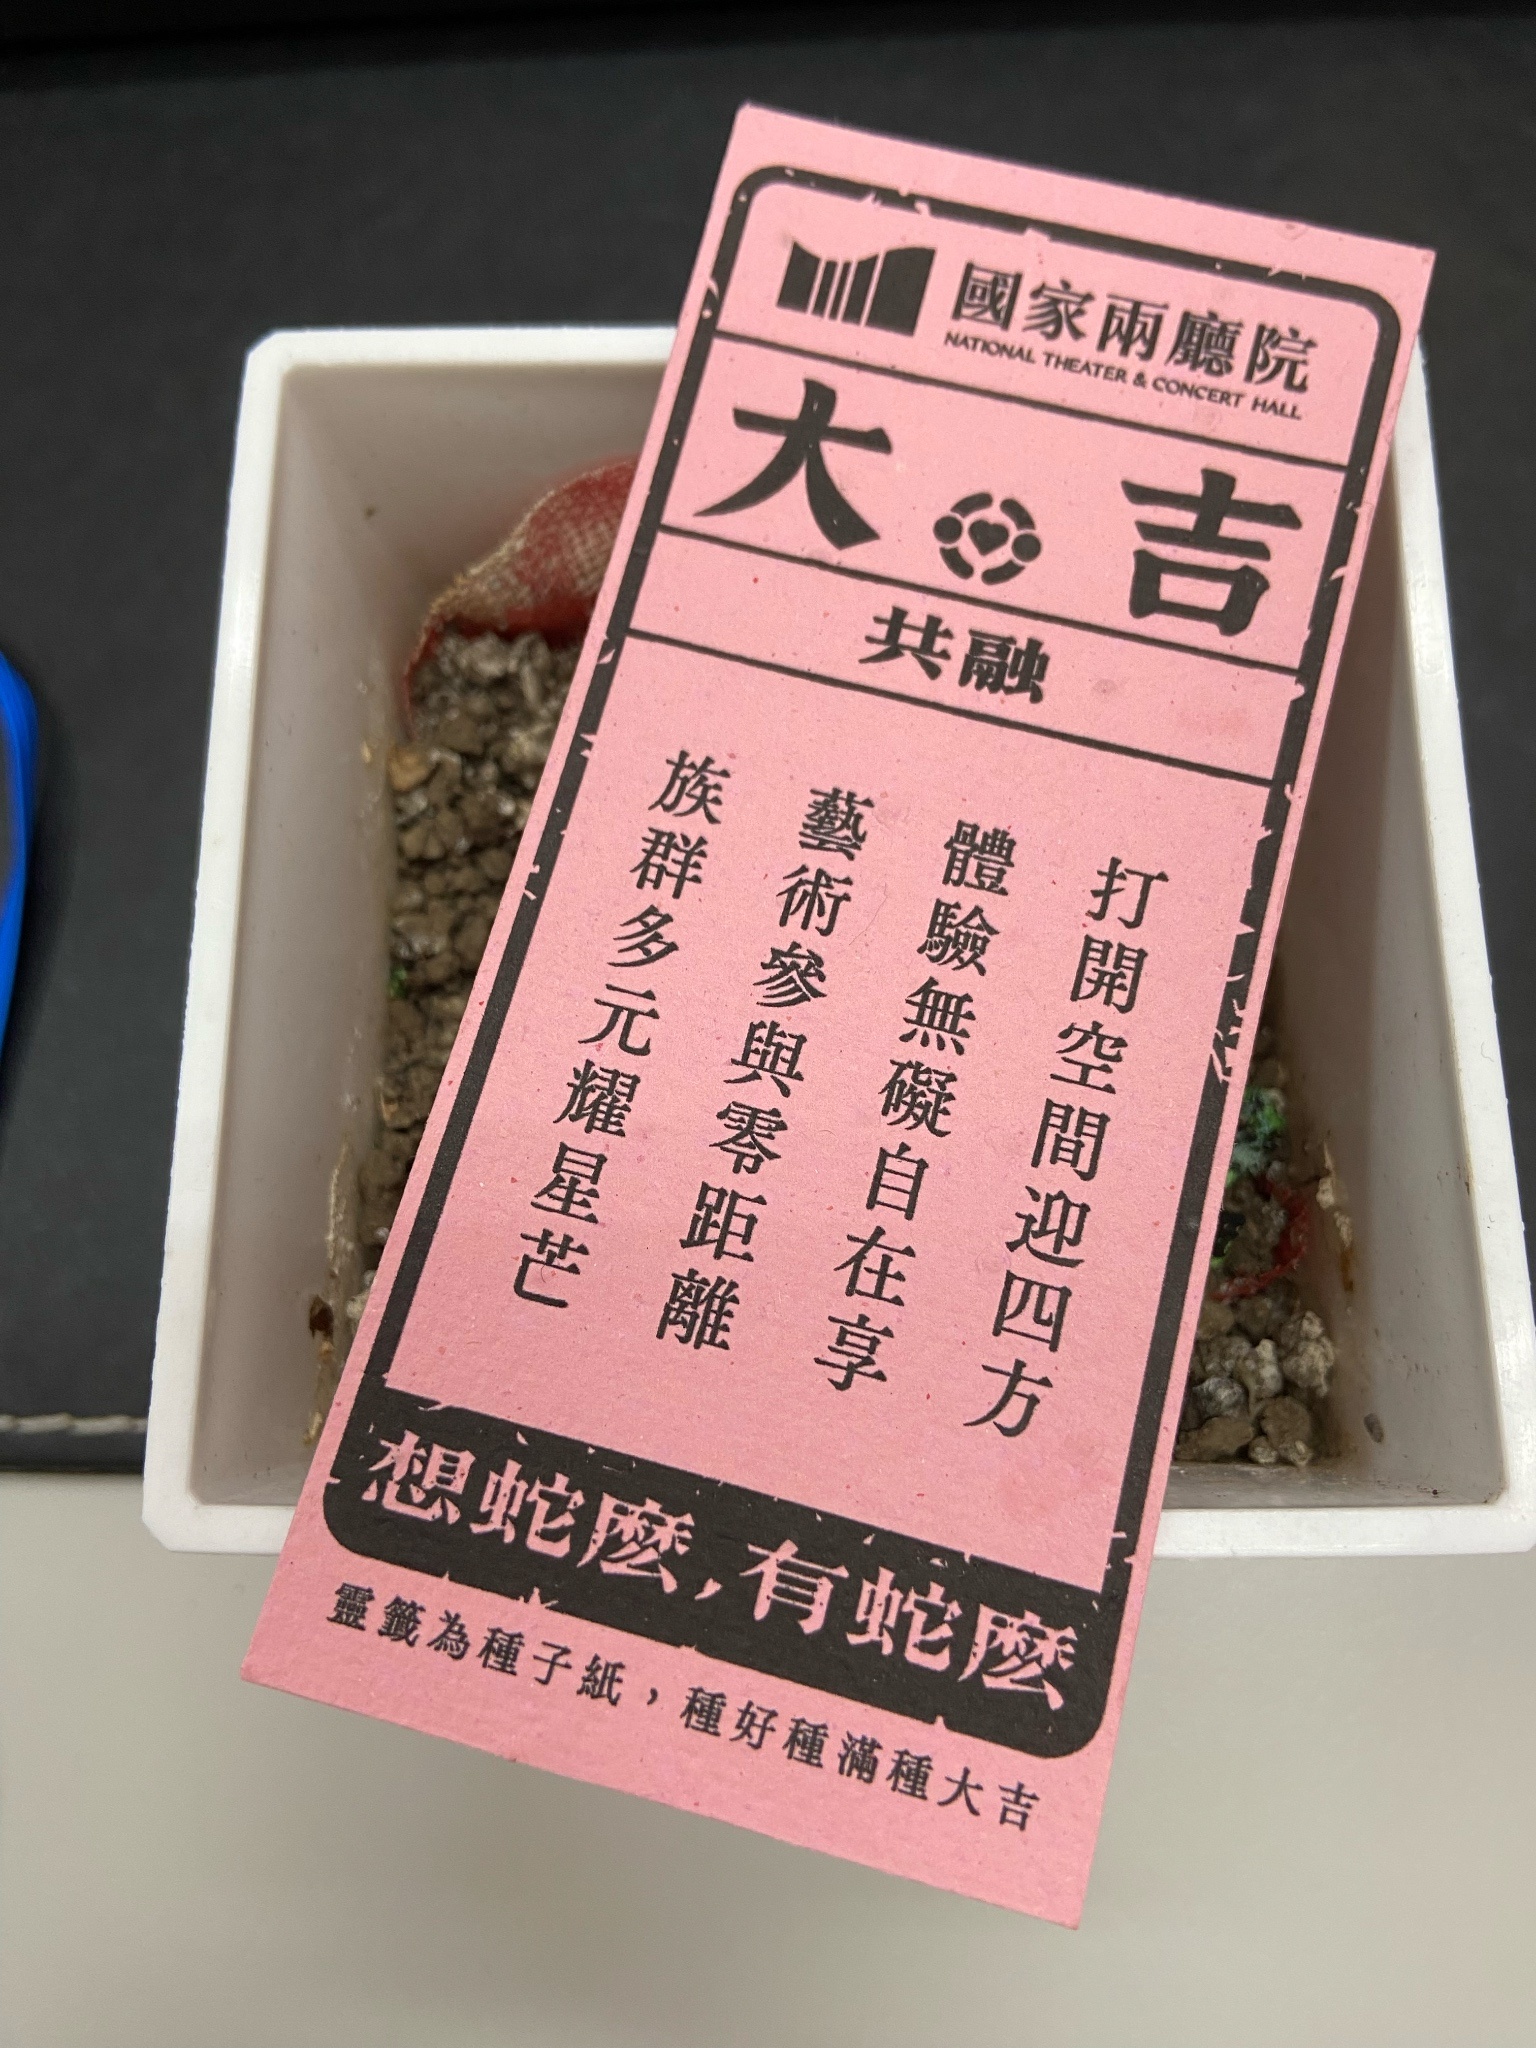 國家兩廳院
NATIONAL THEATER & CONCERT HALL
大吉
共融
打開空間迎四方
體驗無礙自在享
藝術參與零距離
族群多元耀星芒
想蛇麼,有蛇麼
靈籤為種子紙，種好種滿種大吉